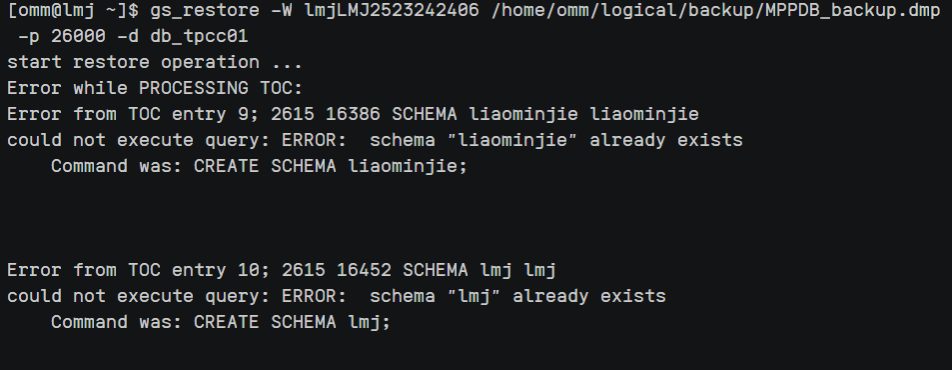 [omm@lmj ~]$ gs_restore -W lmjLMJ2523242406 /home/omm/logical/backup/MPPDB_backup.dmp
-p 26000 -d db_tpcc01
start restore operation ...
Error while PROCESSING TOC:
Error from TOC entry 9; 2615 16386 SCHEMA liaominjie liaominjie
could not execute query: ERROR:  schema "liaominjie" already exists
    Command was: CREATE SCHEMA liaominjie;
Error from TOC entry 10; 2615 16452 SCHEMA lmj lmj
could not execute query: ERROR:  schema "lmj" already exists
    Command was: CREATE SCHEMA lmj;